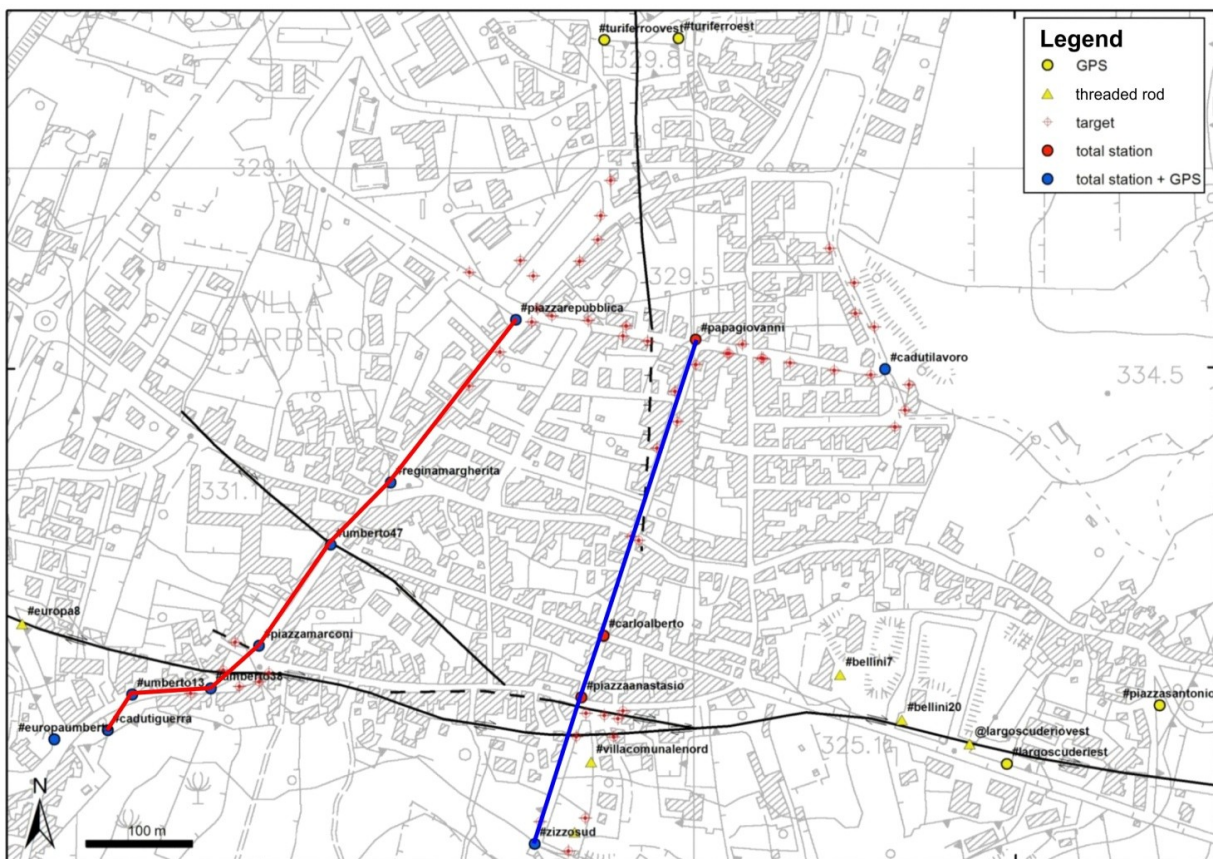 #turiferroovest
#turiferroest
329.8
Legend
GPS
threaded rod
target
total station
total station + GPS
329.1
329.5
#piazzarepubblica
#papagiovanni
BARBERO
#cadutilavoro
334.5
#reginamargherita
331.1
#umberto47
#europa8
#carloalberto
#piazzamarconi
#bellini7
#umberto13
#umberto38
#piazzaanastasio
#piazzasantonio
#europaumberto
#cadutiguerra
#bellini20
@largoscuderiovest
325.1
#largoscuderiest
#villacomunalenord
N
100 m
#zizzosud